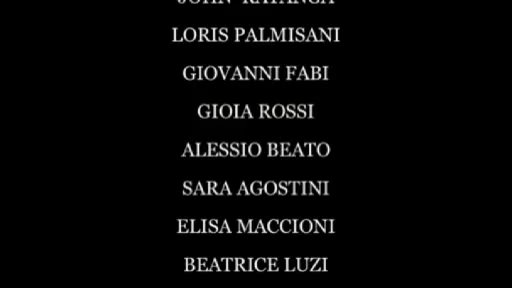 LORIS PALMISANI
GIOVANNI FABI
GIOIA ROSSI
ALESSIO BEATO
SARA AGOSTINI
ELISA MACCIONI
BEATRICE LUZI